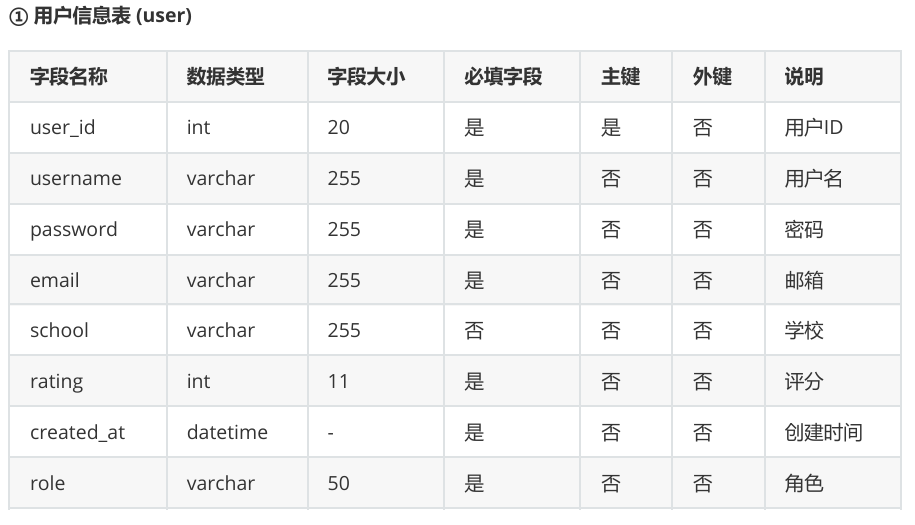 ① 用户信息表 (user)
字段名称 数据类型 字段大小 必填字段 主键 外键 说明
user_id int 20 是 是 否 用户ID
username varchar 255 是 否 否 用户名
password varchar 255 是 否 否 密码
email varchar 255 是 否 否 邮箱
school varchar 255 否 否 否 学校
rating int 11 是 否 否 评分
created_at datetime - 是 否 否 创建时间
role varchar 50 是 否 否 角色